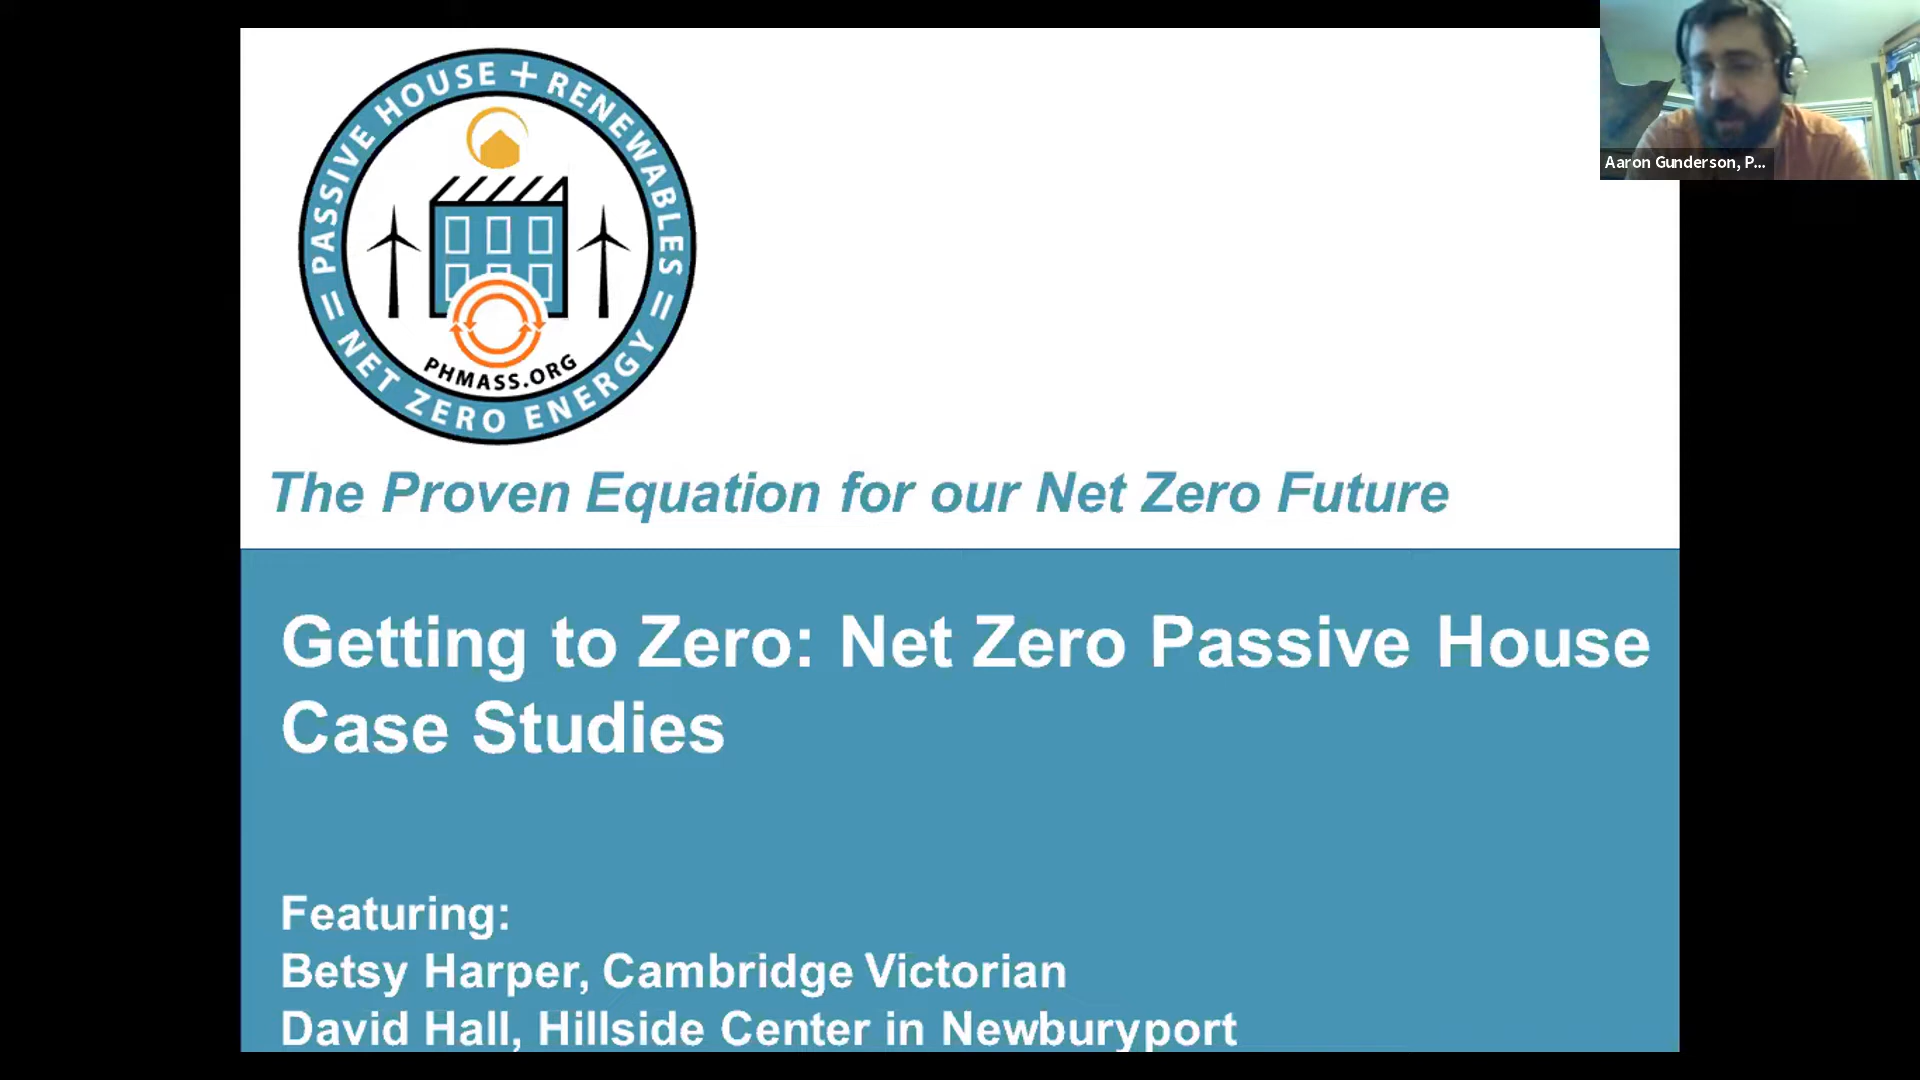 PASSIVE HOUSE + RENEWABLES
= NET ZERO ENERGY =
PHMASS.ORG
Aaron Gunderson, P...
The Proven Equation for our Net Zero Future
Getting to Zero: Net Zero Passive House
Case Studies
Featuring:
Betsy Harper, Cambridge Victorian
David Hall, Hillside Center in Newburyport